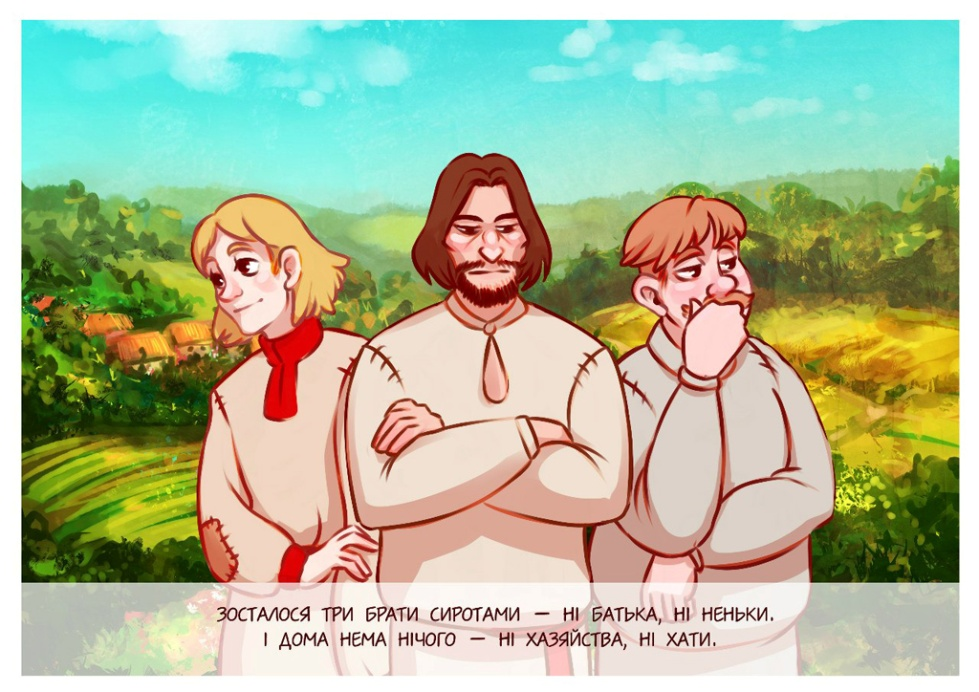 ЗОСТАЛОСЯ ТРИ БРАТИ СИРОТАМИ — НІ БАТЬКА, НІ НЕНЬКИ.
І ДОМА НЕМА НІЧОГО — НІ ХАЗЯЙСТВА, НІ ХАТИ.